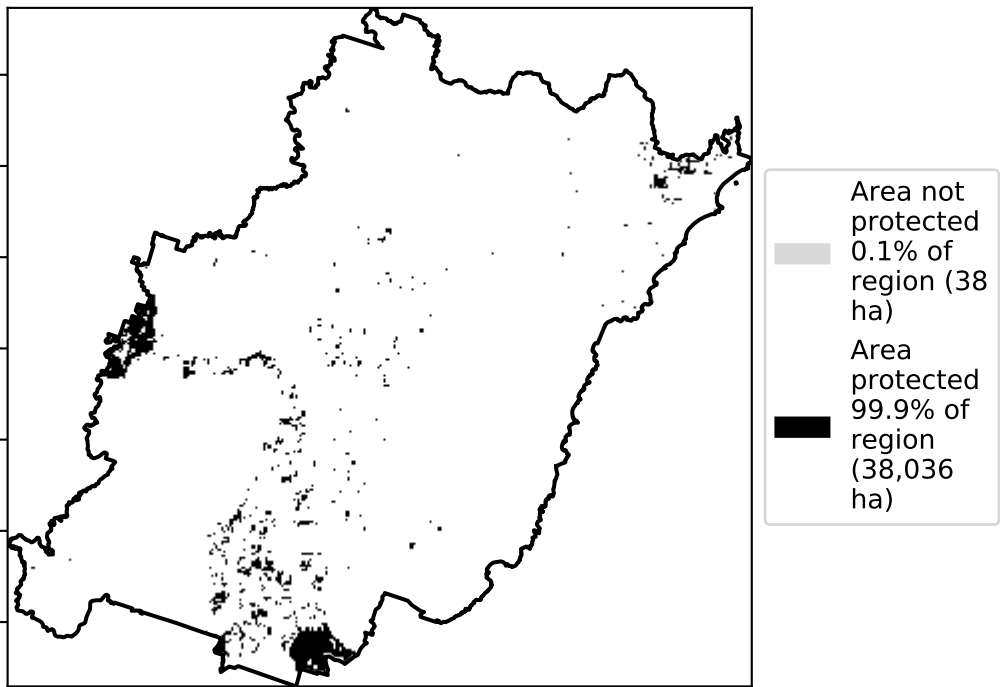 Area not
protected
0.1% of
region (38
ha)
Area
protected
99.9% of
region
(38,036
ha)